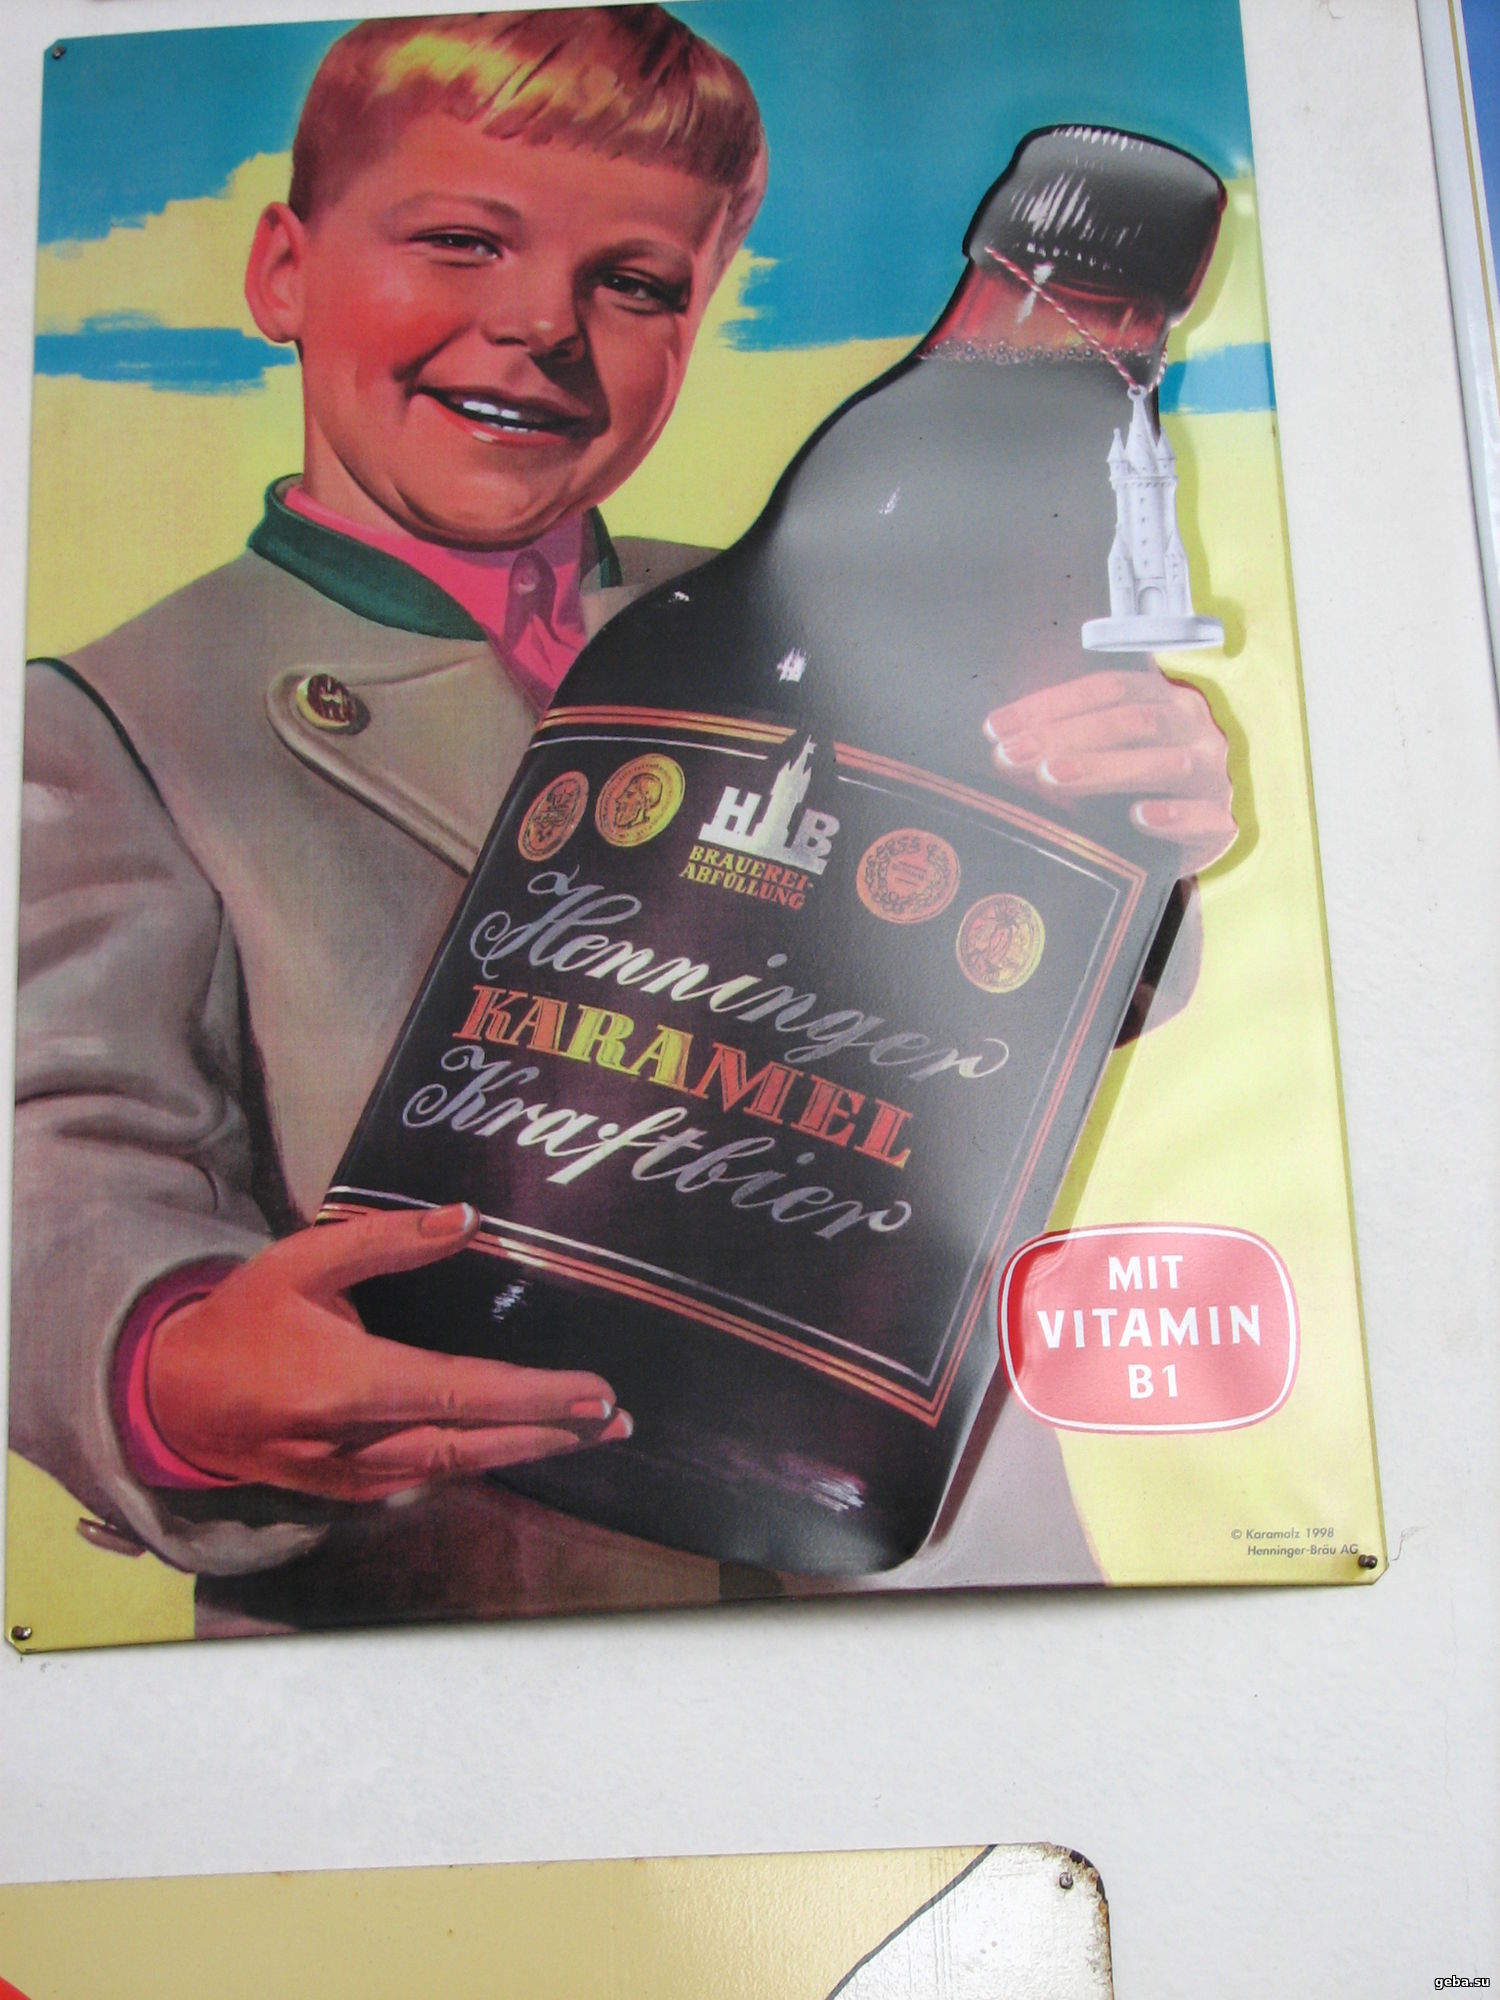 HB
BRAUEREI-
ABFÜLLUNG
Henninger
KARAMEL
Kraftbier
MIT
VITAMIN
B1
© Karamalz 1998
Henninger-Bräu AG
geba.su